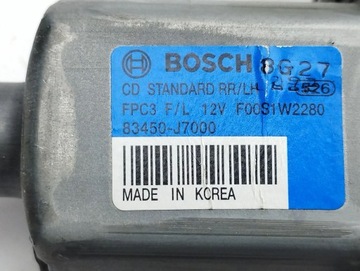 BOSCH 8G27
CD STANDARD RR/LH
FPC3 F/L 12V F00S1W2280
83450-J7000
MADE IN KOREA